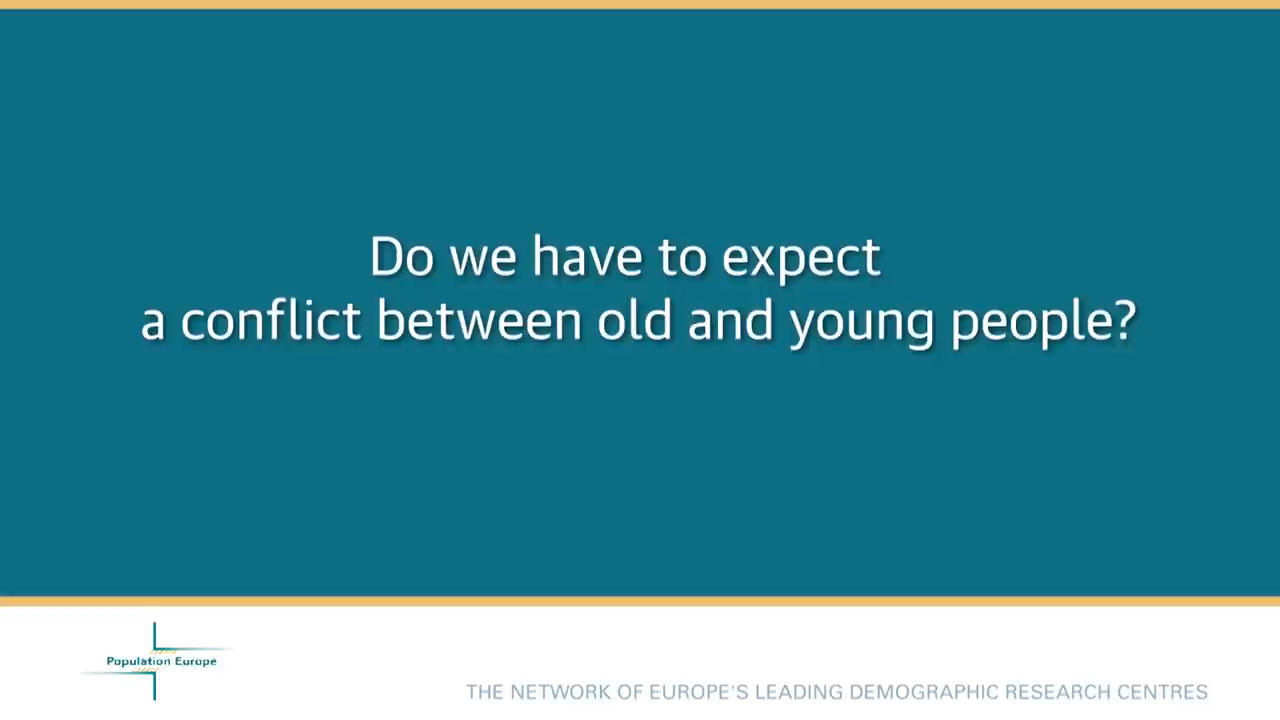 Do we have to expect
a conflict between old and young people?
Population Europe
THE NETWORK OF EUROPE'S LEADING DEMOGRAPHIC RESEARCH CENTRES